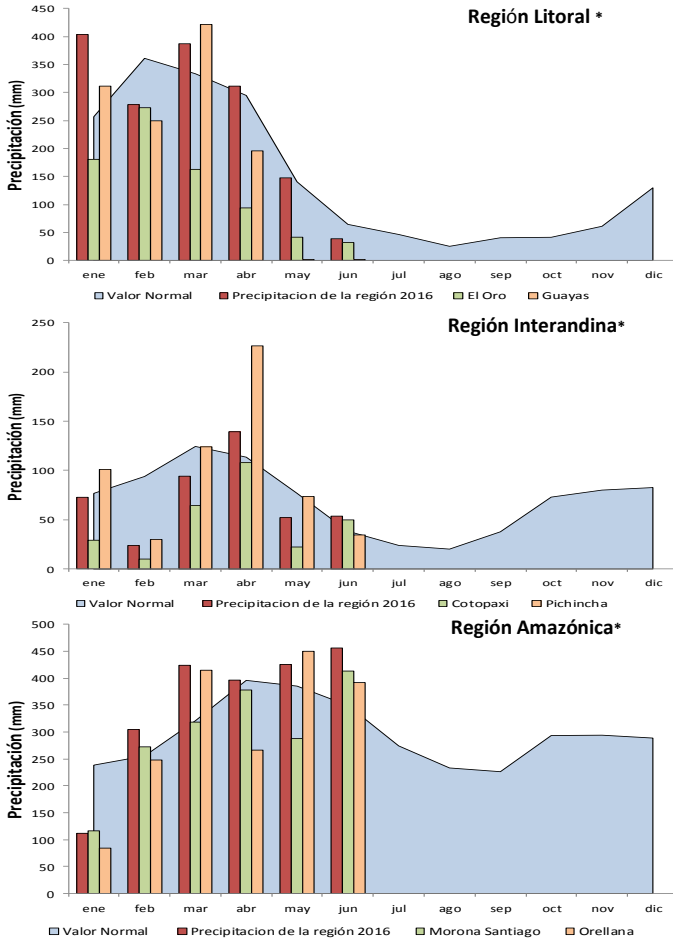 Región Litoral *
Precipitación (mm)
450
400
350
300
250
200
150
100
50
0
ene feb mar abr may jun jul ago sep oct nov dic
Valor Normal Precipitacion de la región 2016 El Oro Guayas
Región Interandina*
Precipitación (mm)
250
200
150
100
50
0
ene feb mar abr may jun jul ago sep oct nov dic
Valor Normal Precipitacion de la región 2016 Cotopaxi Pichincha
Región Amazónica*
Precipitación (mm)
500
450
400
350
300
250
200
150
100
50
0
ene feb mar abr may jun jul ago sep oct nov dic
Valor Normal Precipitacion de la región 2016 Morona Santiago Orellana